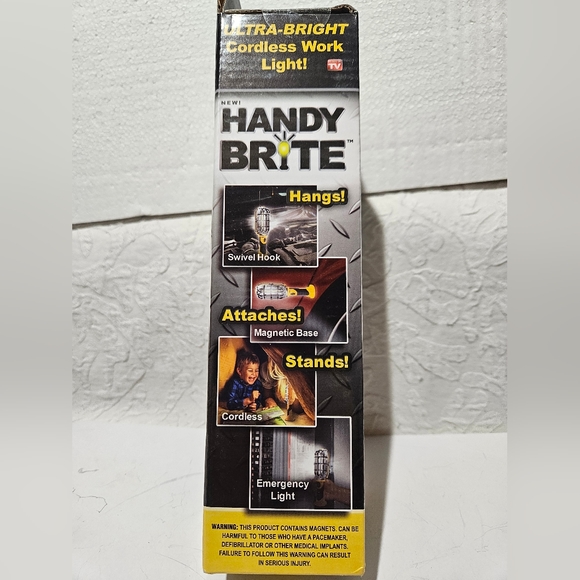 ULTRA-BRIGHT
Cordless Work
Light!
TV
NEW!
HANDY
BRITE™
Hangs!
Swivel Hook
Attaches!
Magnetic Base
Stands!
Cordless
Emergency
Light
WARNING: THIS PRODUCT CONTAINS MAGNETS. CAN BE
HARMFUL TO THOSE WHO HAVE A PACEMAKER,
DEFIBRILLATOR OR OTHER MEDICAL IMPLANTS.
FAILURE TO FOLLOW THIS WARNING CAN RESULT
IN SERIOUS INJURY.